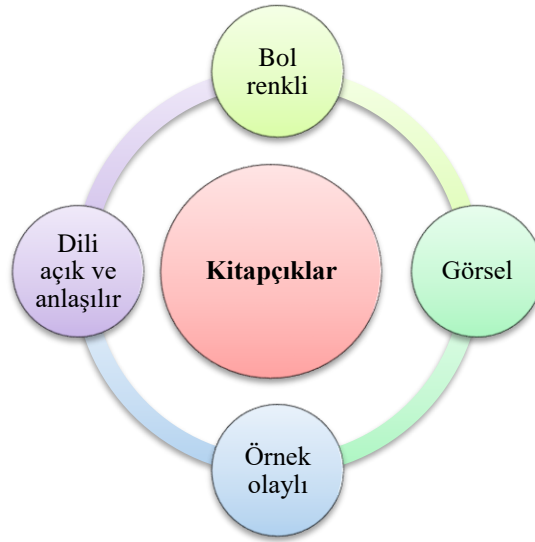 Bol
renkli
Dili
açık ve
anlaşılır
Kitapçıklar
Görsel
Örnek
olaylı